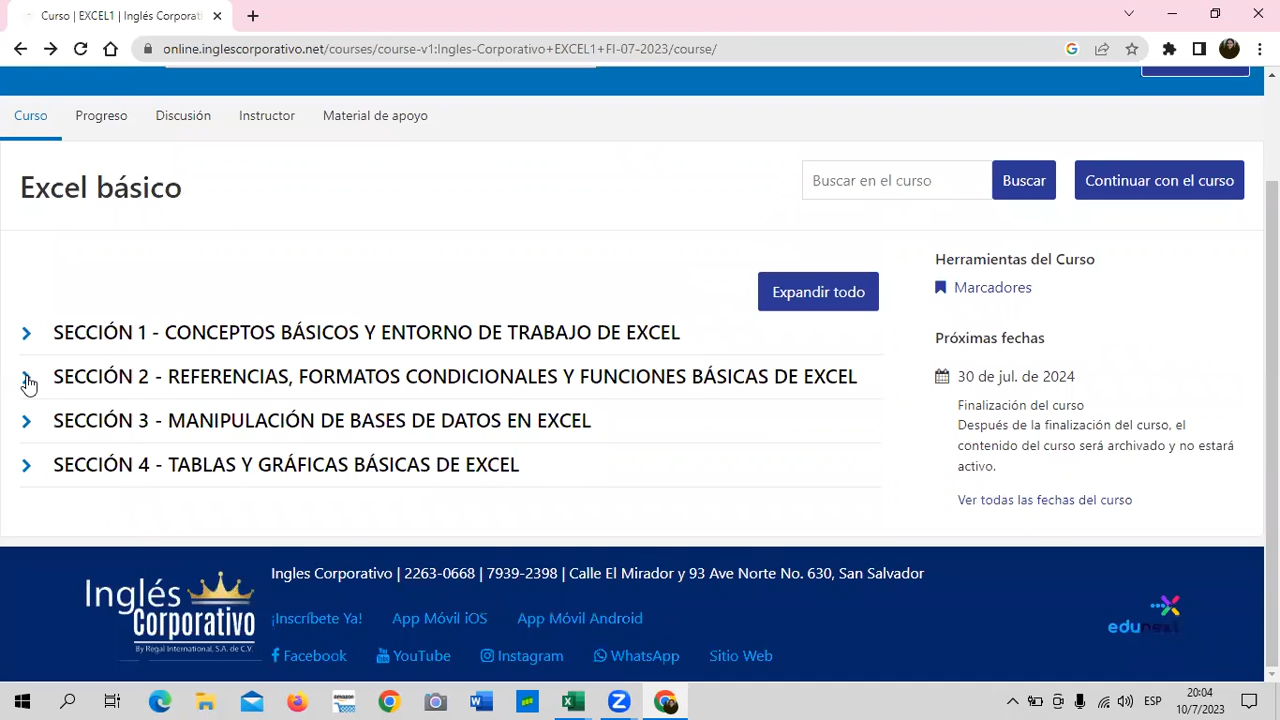 Curso | EXCEL1 | Inglés Corporati
online.inglescorporativo.net/courses/course-v1:Ingles-Corporativo+EXCEL1+FI-07-2023/course/
Curso
Progreso
Discusión
Instructor
Material de apoyo
Excel básico
Buscar en el curso
Buscar
Continuar con el curso
Expandir todo
SECCIÓN 1 - CONCEPTOS BÁSICOS Y ENTORNO DE TRABAJO DE EXCEL
SECCIÓN 2 - REFERENCIAS, FORMATOS CONDICIONALES Y FUNCIONES BÁSICAS DE EXCEL
SECCIÓN 3 - MANIPULACIÓN DE BASES DE DATOS EN EXCEL
SECCIÓN 4 - TABLAS Y GRÁFICAS BÁSICAS DE EXCEL
Herramientas del Curso
Marcadores
Próximas fechas
30 de jul. de 2024
Finalización del curso
Después de la finalización del curso, el
contenido del curso será archivado y no estará
activo.
Ver todas las fechas del curso
Inglés
Corporativo
By Regal International, S.A. de C.V.
Ingles Corporativo | 2263-0668 | 7939-2398 | Calle El Mirador y 93 Ave Norte No. 630, San Salvador
¡Inscríbete Ya!
App Móvil iOS
App Móvil Android
Facebook
YouTube
Instagram
WhatsApp
Sitio Web
edunext
amazon
ESP
20:04
10/7/2023